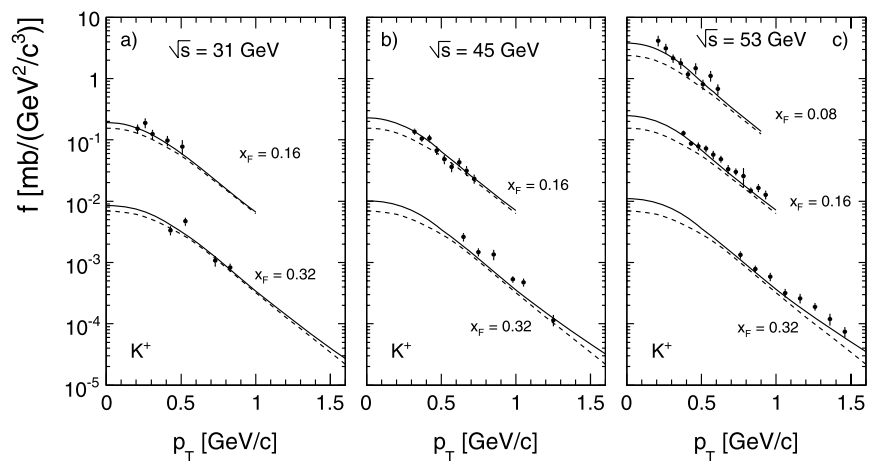 f [mb/(GeV²/c³)]
10
1
10⁻¹
10⁻²
10⁻³
10⁻⁴
10⁻⁵
a)
√s = 31 GeV
x_F = 0.16
x_F = 0.32
K⁺
0 0.5 1 1.5
p_T [GeV/c]
b)
√s = 45 GeV
x_F = 0.16
x_F = 0.32
K⁺
0 0.5 1 1.5
p_T [GeV/c]
√s = 53 GeV c)
x_F = 0.08
x_F = 0.16
x_F = 0.32
K⁺
0 0.5 1 1.5
p_T [GeV/c]